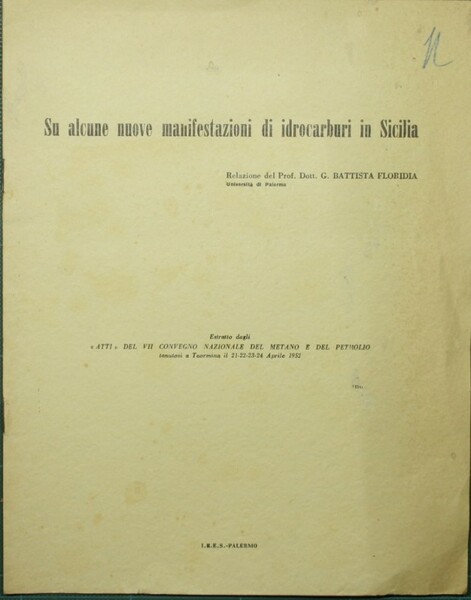 Su alcune nuove manifestazioni di idrocarburi in Sicilia
Relazione del Prof. Dott. G. BATTISTA FLORIDIA
Università di Palermo
Estratto dagli
« ATTI » DEL VII CONVEGNO NAZIONALE DEL METANO E DEL PETROLIO
tenutosi a Taormina il 21-22-23-24 Aprile 1952
I.R.E.S.-PALERMO